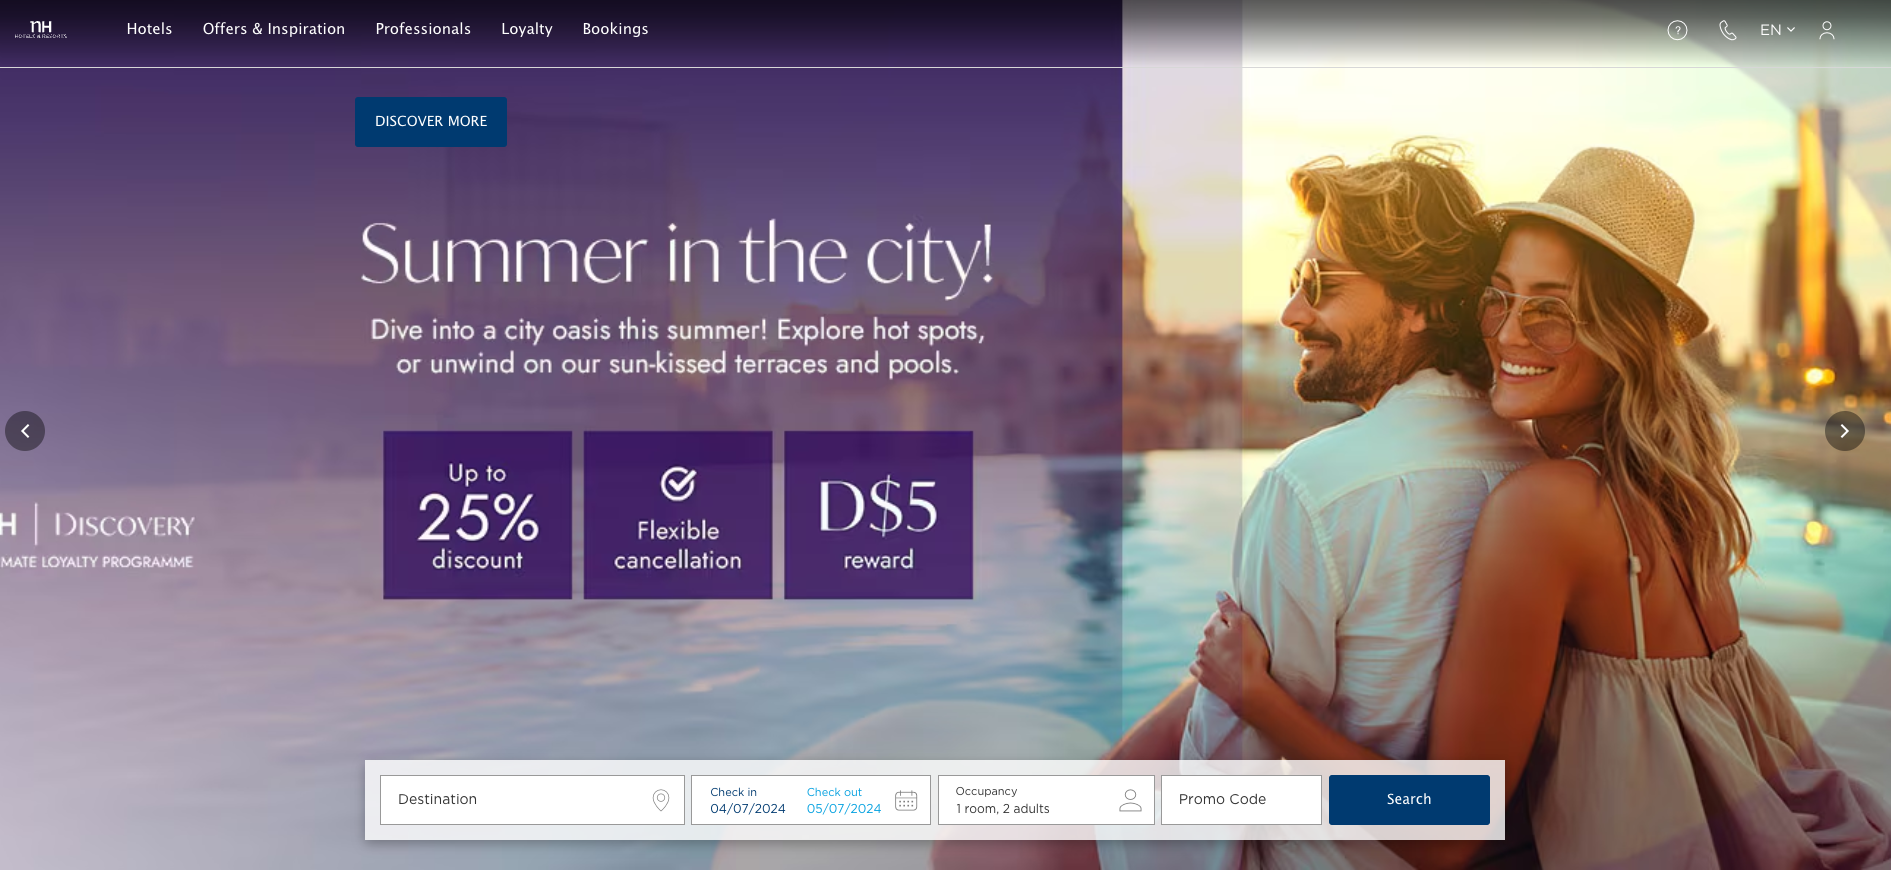 nH
HOTELS & RESORTS
Hotels
Offers & Inspiration
Professionals
Loyalty
Bookings
?
EN
DISCOVER MORE
Summer in the city!
Dive into a city oasis this summer! Explore hot spots,
or unwind on our sun-kissed terraces and pools.
Up to
25%
discount
Flexible
cancellation
D$5
reward
H | DISCOVERY
MATE LOYALTY PROGRAMME
Destination
Check in
04/07/2024
Check out
05/07/2024
Occupancy
1 room, 2 adults
Promo Code
Search